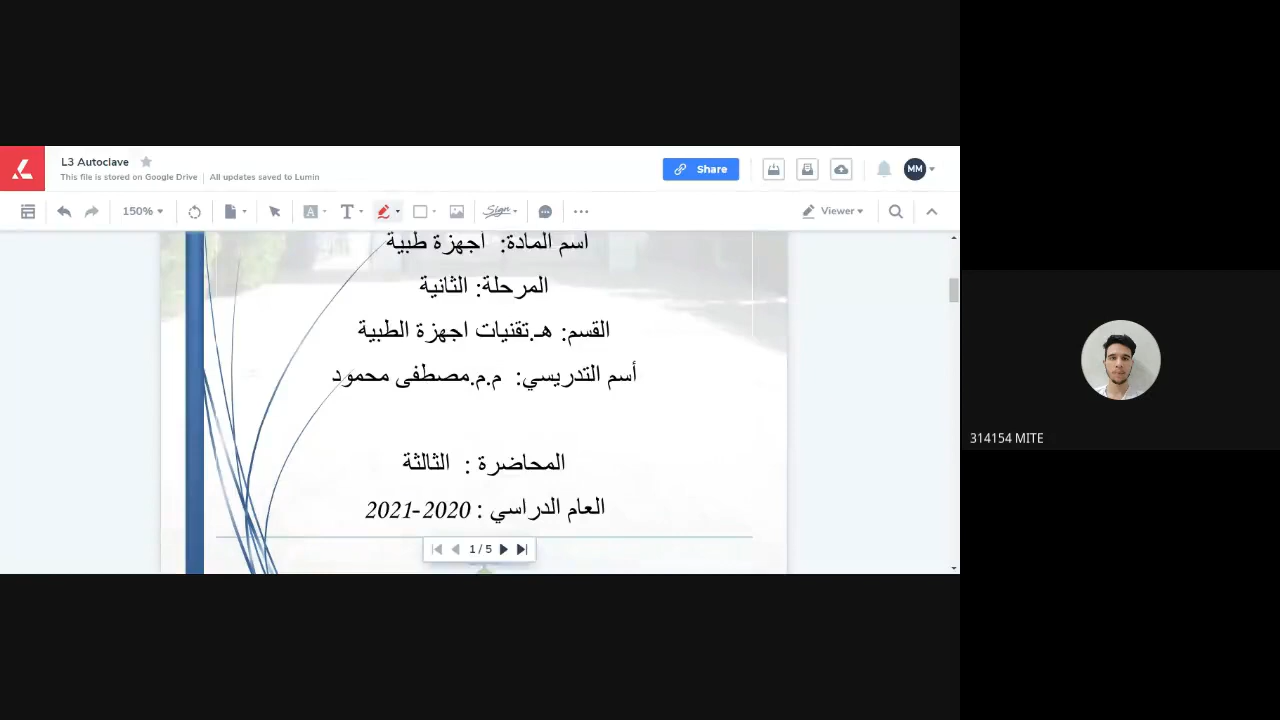 L3 Autoclave
This file is stored on Google Drive | All updates saved to Lumin
Share
MM
150%
A
T
Sign
Viewer
أسم المادة: اجهزة طبية
المرحلة: الثانية
القسم: هـ.تقنيات اجهزة الطبية
أسم التدريسي: م.م.مصطفى محمود
المحاضرة : الثالثة
العام الدراسي : 2020-2021
1 / 5
314154 MITE